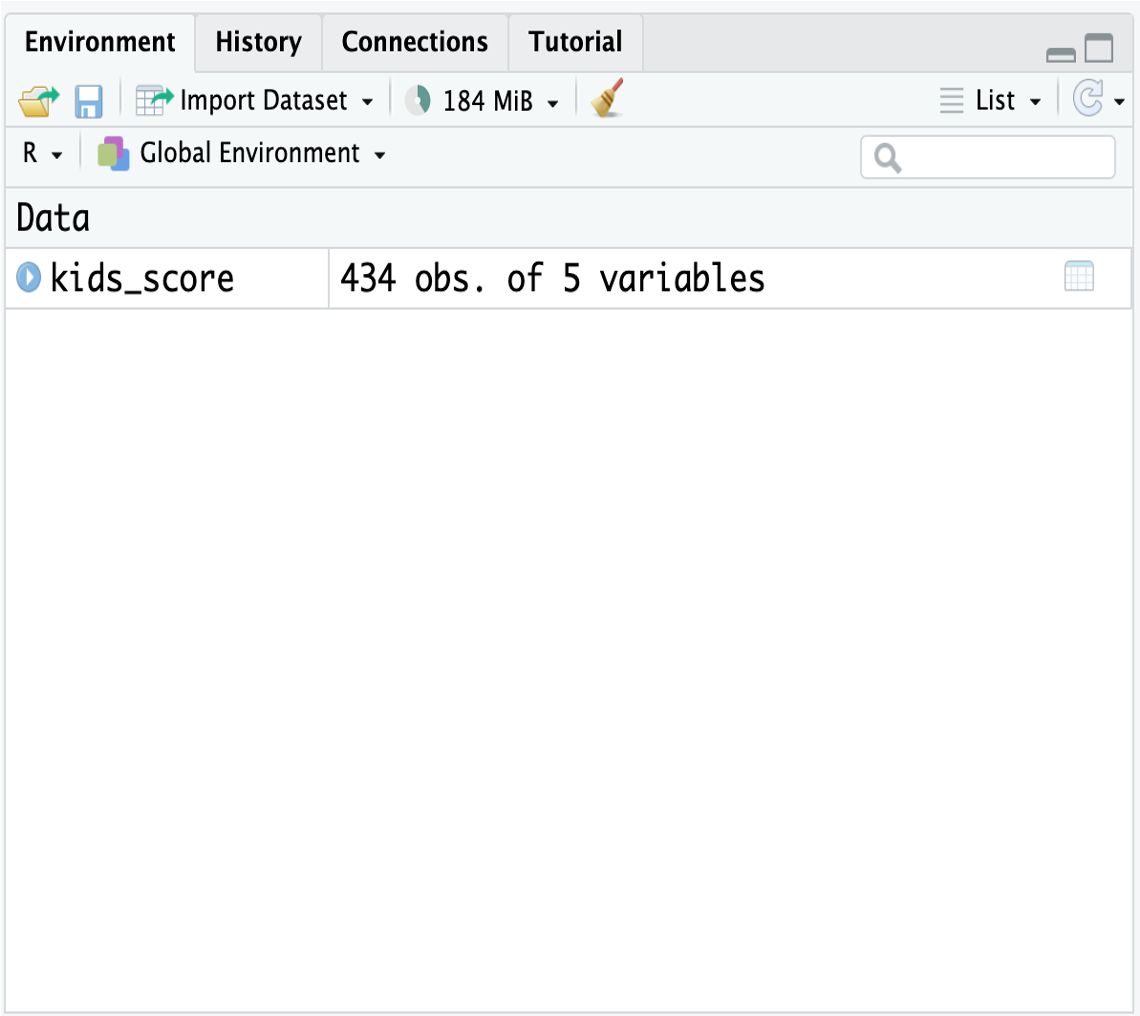 Environment History Connections Tutorial
Import Dataset 184 MiB List
R Global Environment
Data
kids_score 434 obs. of 5 variables